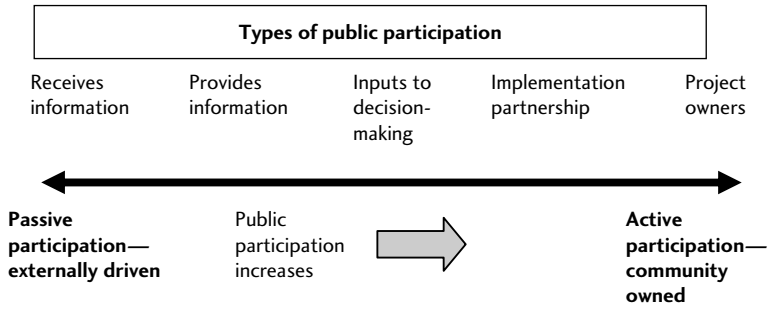 Types of public participation
Receives
information
Provides
information
Inputs to
decision-
making
Implementation
partnership
Project
owners
Passive
participation—
externally driven
Public
participation
increases
Active
participation—
community
owned